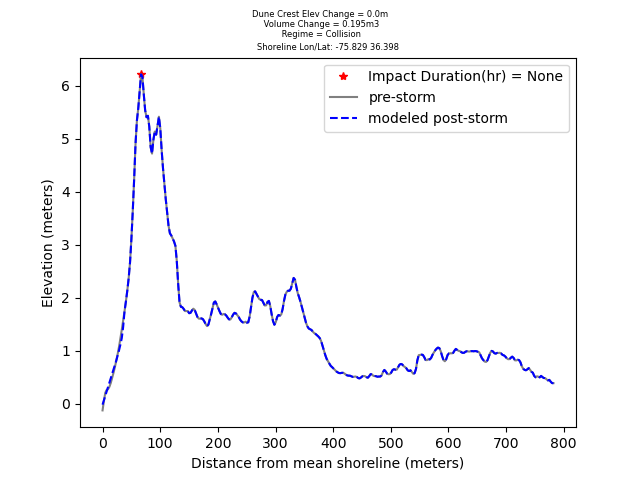 Dune Crest Elev Change = 0.0m
Volume Change = 0.195m3
Regime = Collision
Shoreline Lon/Lat: -75.829 36.398
Impact Duration(hr) = None
pre-storm
modeled post-storm
Elevation (meters)
6
5
4
3
2
1
0
0 100 200 300 400 500 600 700 800
Distance from mean shoreline (meters)